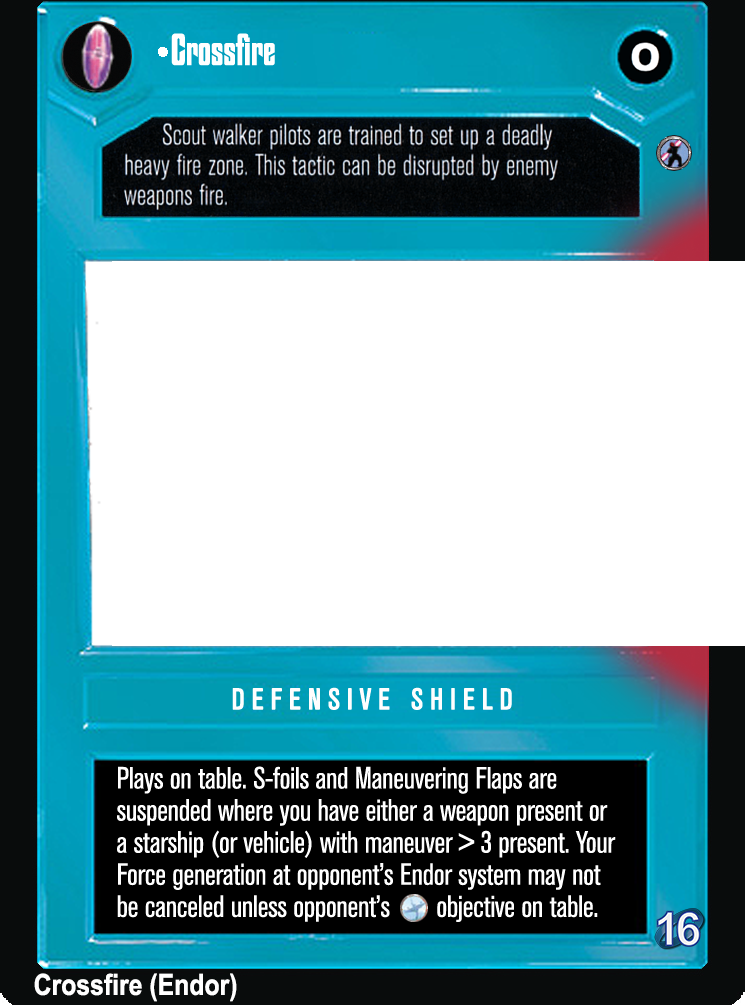 •Crossfire
O
Scout walker pilots are trained to set up a deadly
heavy fire zone. This tactic can be disrupted by enemy
weapons fire.
DEFENSIVE SHIELD
Plays on table. S-foils and Maneuvering Flaps are
suspended where you have either a weapon present or
a starship (or vehicle) with maneuver > 3 present. Your
Force generation at opponent's Endor system may not
be canceled unless opponent's objective on table.
16
Crossfire (Endor)